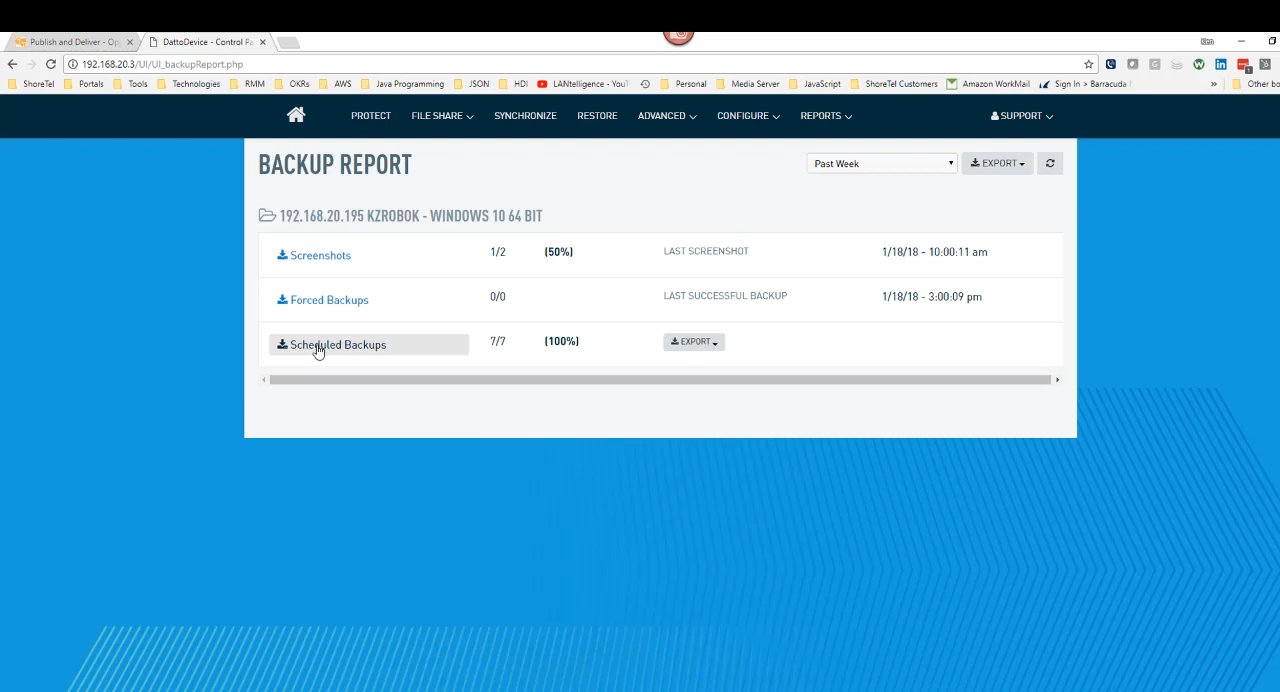 Publish and Deliver - Op
DattoDevice - Control Pa
192.168.20.3/UI/UI_backupReport.php
ShoreTel Portals Tools Technologies RMM OKRs AWS Java Programming JSON HDI LANtelligence - YouT Personal Media Server JavaScript ShoreTel Customers Amazon WorkMail Sign In > Barracuda Other bo
PROTECT FILE SHARE SYNCHRONIZE RESTORE ADVANCED CONFIGURE REPORTS SUPPORT
BACKUP REPORT
Past Week
EXPORT
192.168.20.195 KZROBOK - WINDOWS 10 64 BIT
Screenshots 1/2 (50%) LAST SCREENSHOT 1/18/18 - 10:00:11 am
Forced Backups 0/0 LAST SUCCESSFUL BACKUP 1/18/18 - 3:00:09 pm
Scheduled Backups 7/7 (100%) EXPORT